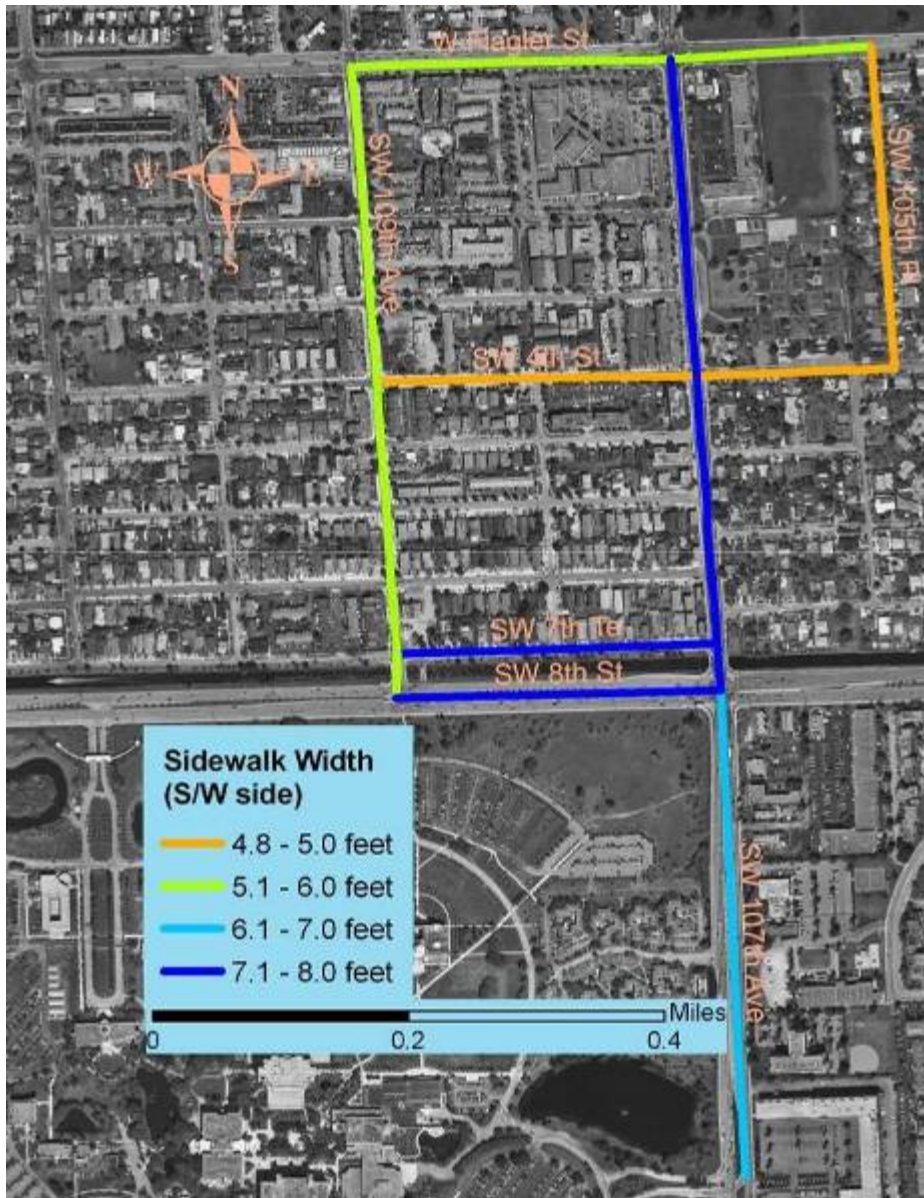 W Flagler St
N
W
E
S
SW 109th Ave
SW 105th Pl
SW 4th St
SW 7th Te
SW 8th St
Sidewalk Width
(S/W side)
4.8 - 5.0 feet
5.1 - 6.0 feet
6.1 - 7.0 feet
7.1 - 8.0 feet
SW 107th Ave
Miles
0 0.2 0.4